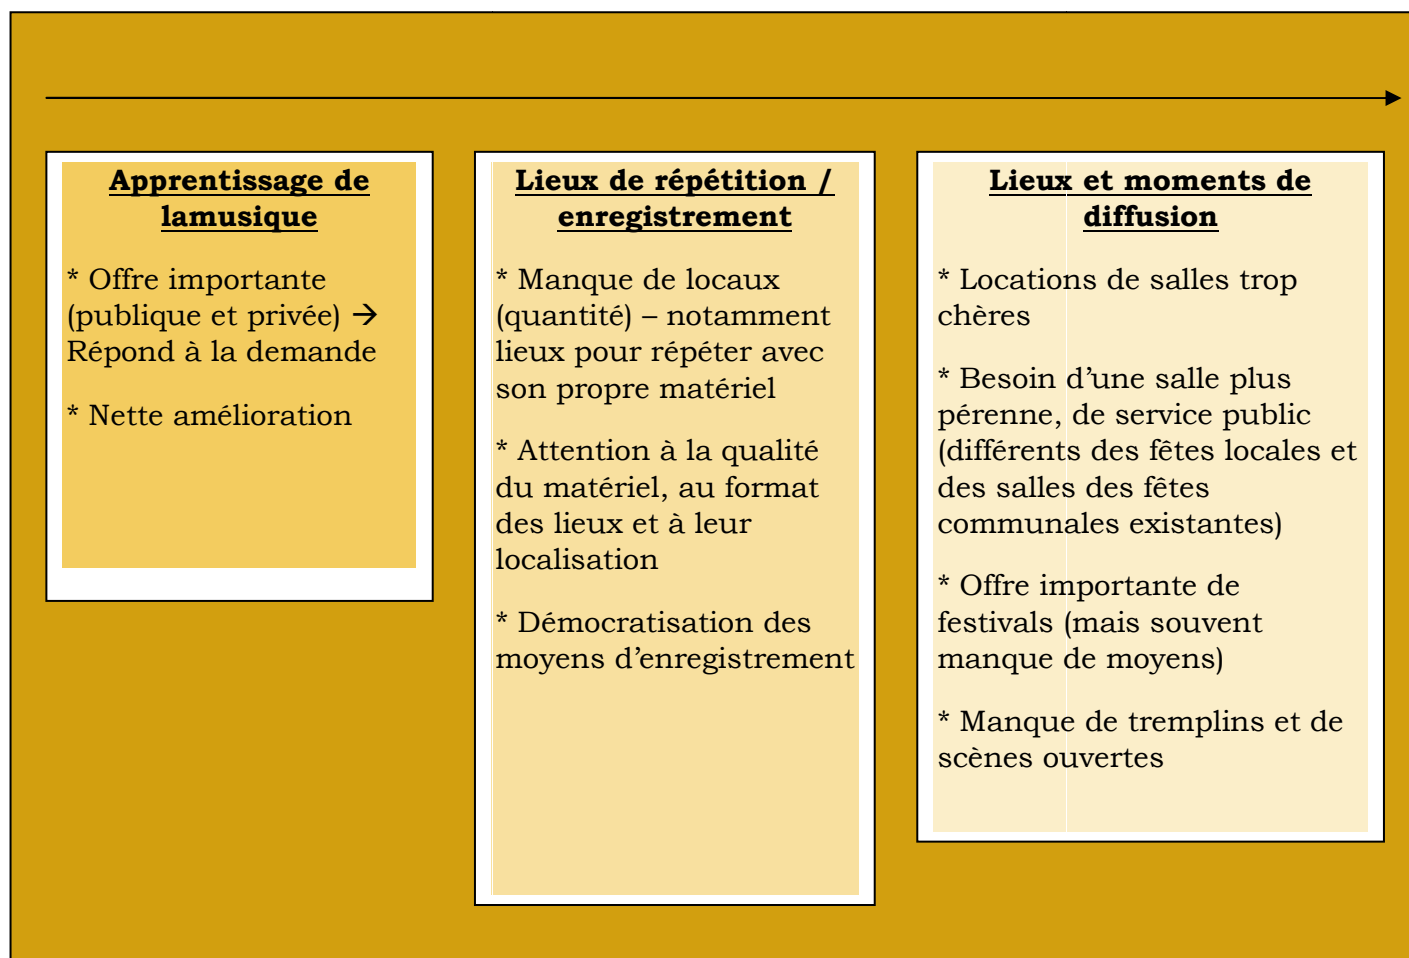 Apprentissage de
lamusique
* Offre importante
(publique et privée) →
Répond à la demande
* Nette amélioration
Lieux de répétition /
enregistrement
* Manque de locaux
(quantité) – notamment
lieux pour répéter avec
son propre matériel
* Attention à la qualité
du matériel, au format
des lieux et à leur
localisation
* Démocratisation des
moyens d’enregistrement
Lieux et moments de
diffusion
* Locations de salles trop
chères
* Besoin d’une salle plus
pérenne, de service public
(différents des fêtes locales et
des salles des fêtes
communales existantes)
* Offre importante de
festivals (mais souvent
manque de moyens)
* Manque de tremplins et de
scènes ouvertes